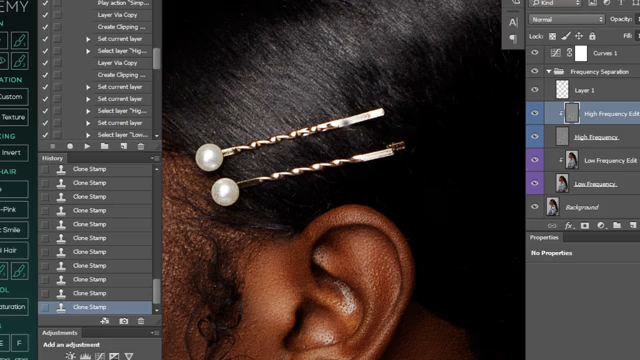 EMY
ATION
Custom
Texture
KING
Invert
HAIR
-Pink
Smile
l Hair
OL
aturation
E F
Play action "Simpl...
Layer Via Copy
Create Clipping ...
Set current layer
Select layer "Hig...
Layer Via Copy
Create Clipping ...
Set current layer
Set current layer
Select layer "Hig...
Set current layer
Select layer "Low...
History
Clone Stamp
Clone Stamp
Clone Stamp
Clone Stamp
Clone Stamp
Clone Stamp
Clone Stamp
Clone Stamp
Clone Stamp
Clone Stamp
Clone Stamp
Adjustments
Add an adjustment
A|
¶
Kind
Normal
Opacity:
Lock:
Fill:
Curves 1
Frequency Separation
Layer 1
High Frequency Edit
High Frequency
Low Frequency Edit
Low Frequency
Background
fx
Properties
No Properties